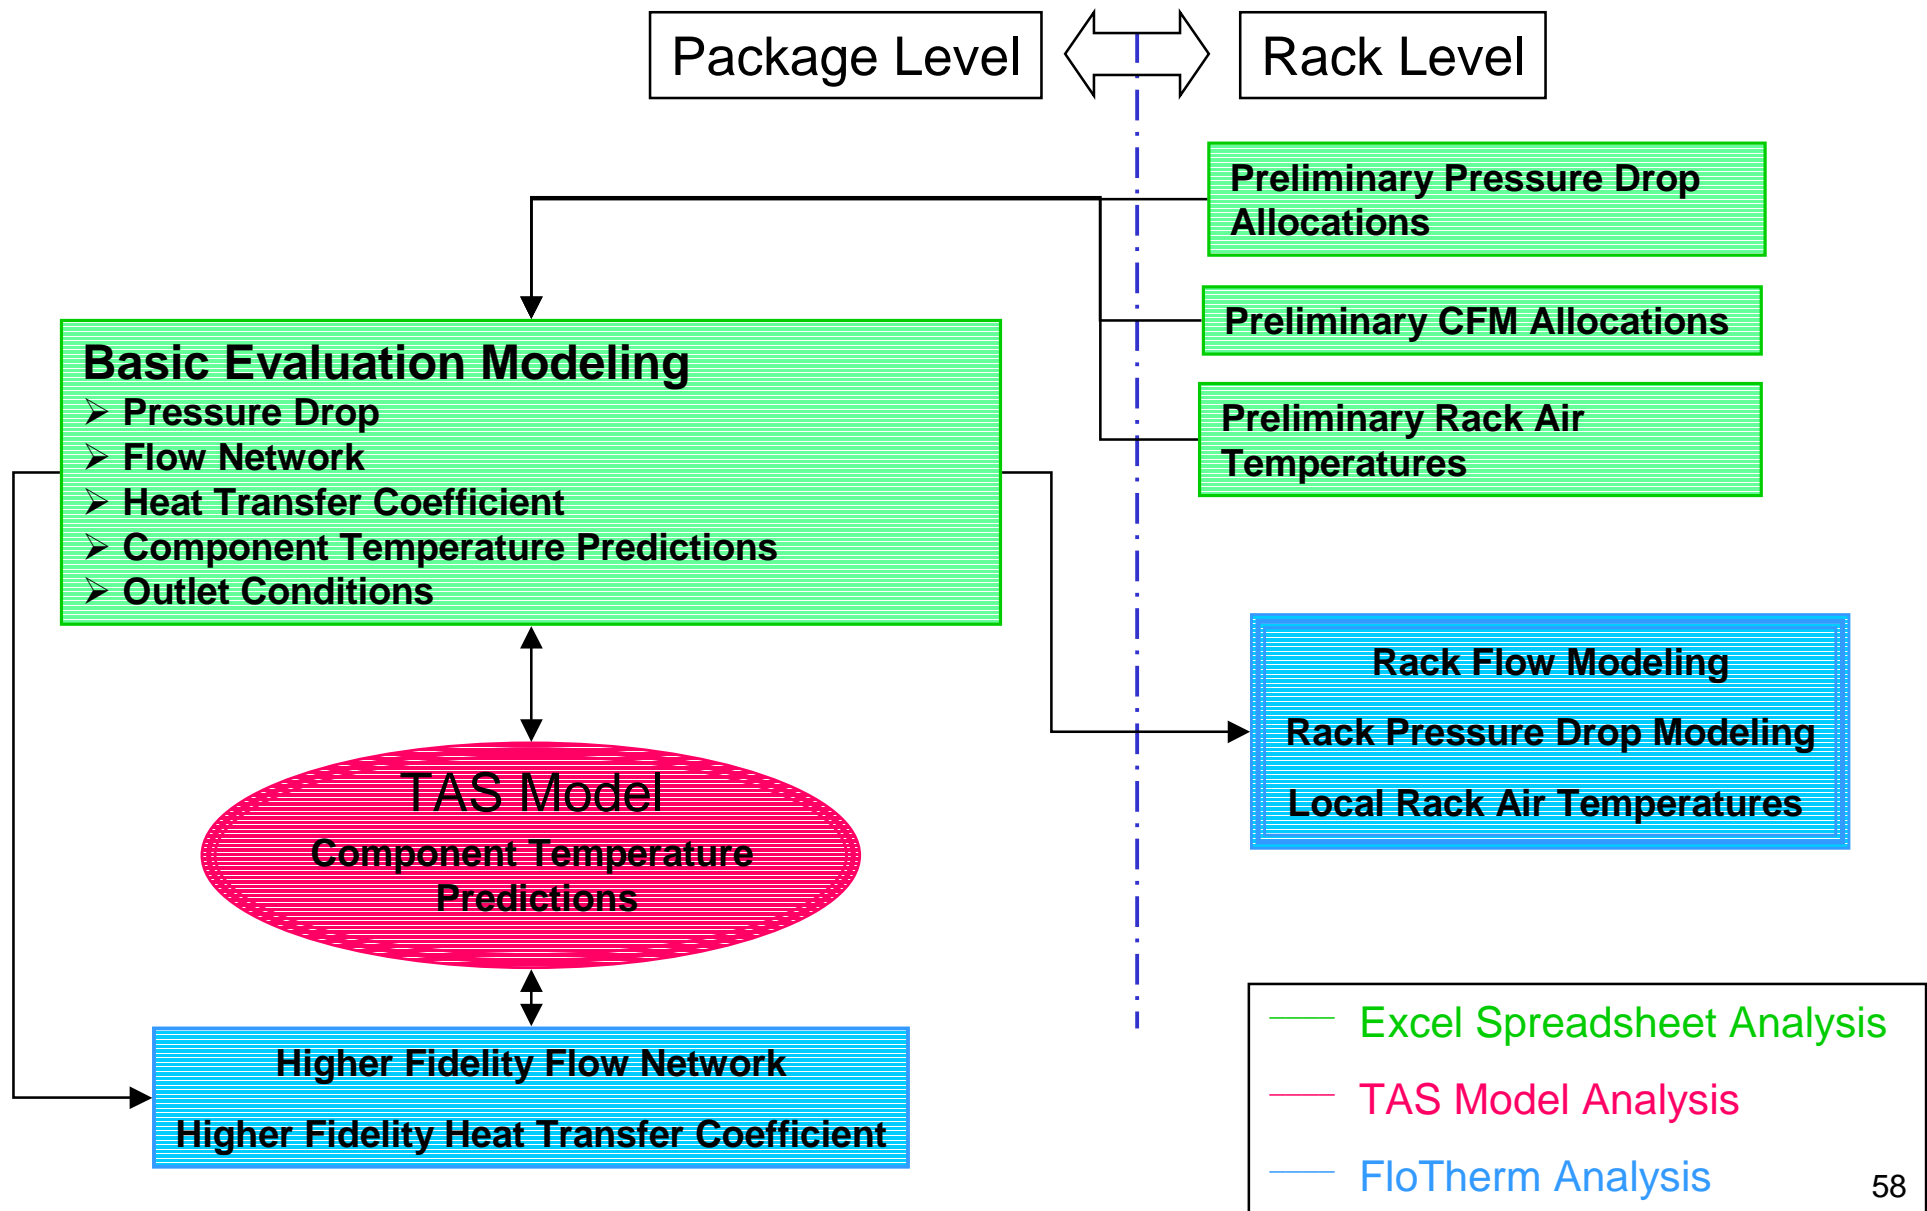 Package Level
Rack Level
Preliminary Pressure Drop
Allocations
Preliminary CFM Allocations
Preliminary Rack Air
Temperatures
Basic Evaluation Modeling
➢ Pressure Drop
➢ Flow Network
➢ Heat Transfer Coefficient
➢ Component Temperature Predictions
➢ Outlet Conditions
Rack Flow Modeling
Rack Pressure Drop Modeling
Local Rack Air Temperatures
TAS Model
Component Temperature
Predictions
Higher Fidelity Flow Network
Higher Fidelity Heat Transfer Coefficient
Excel Spreadsheet Analysis
TAS Model Analysis
FloTherm Analysis
58